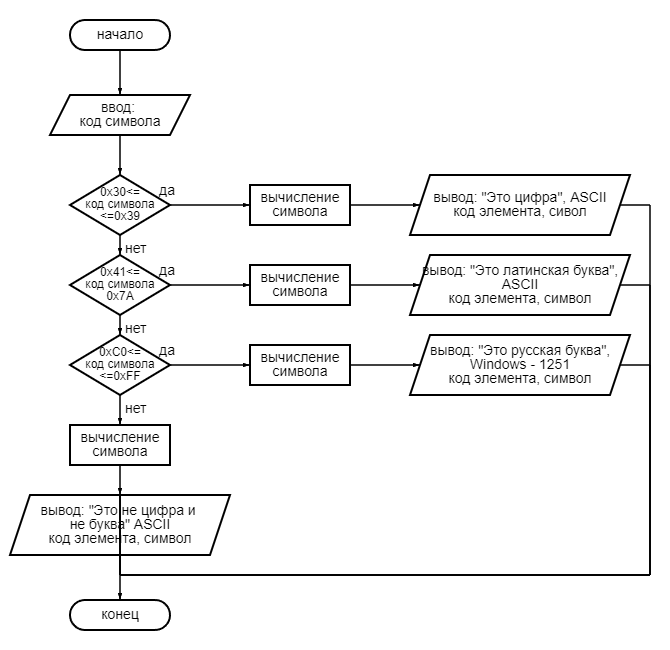 начало
ввод:
код символа
0x30<=
код символа
<=0x39
да
вычисление
символа
вывод: "Это цифра", ASCII
код элемента, сивол
нет
0x41<=
код символа
0x7A
да
вычисление
символа
вывод: "Это латинская буква",
ASCII
код элемента, символ
нет
0xC0<=
код символа
<=0xFF
да
вычисление
символа
вывод: "Это русская буква",
Windows - 1251
код элемента, символ
нет
вычисление
символа
вывод: "Это не цифра и
не буква" ASCII
код элемента, символ
конец